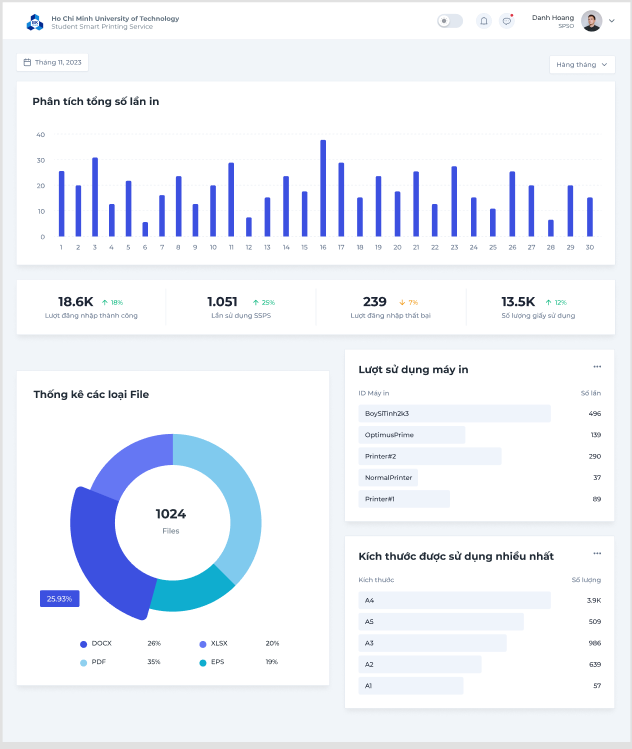 Ho Chi Minh University of Technology
Student Smart Printing Service
Danh Hoang
SPSO
Tháng 11, 2023
Hàng tháng
Phân tích tổng số lần in
40
30
20
10
0
1 2 3 4 5 6 7 8 9 10 11 12 13 14 15 16 17 18 19 20 21 22 23 24 25 26 27 28 29 30
18.6K 18%
Lượt đăng nhập thành công
1.051 25%
Lần sử dụng SSPS
239 7%
Lượt đăng nhập thất bại
13.5K 12%
Số lượng giấy sử dụng
Thống kê các loại File
1024
Files
25.93%
DOCX 26% XLSX 20%
PDF 35% EPS 19%
Lượt sử dụng máy in
ID Máy in Số lần
BoySiTinh2k3 496
OptimusPrime 139
Printer#2 290
NormalPrinter 37
Printer#1 89
Kích thước được sử dụng nhiều nhất
Kích thước Số lượng
A4 3.9K
A5 509
A3 986
A2 639
A1 57